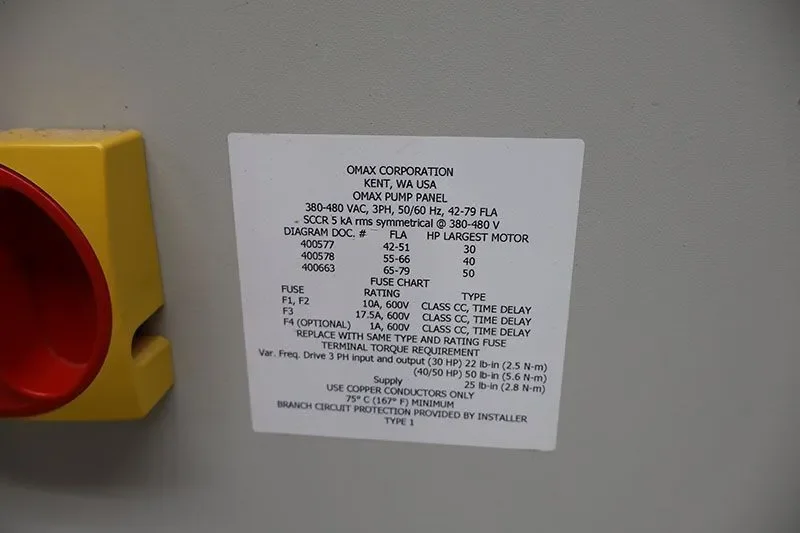 OMAX CORPORATION
KENT, WA USA
OMAX PUMP PANEL
380-480 VAC, 3PH, 50/60 Hz, 42-79 FLA
SCCR 5 kA rms symmetrical @ 380-480 V
DIAGRAM DOC. # FLA HP LARGEST MOTOR
400577 42-51 30
400578 55-66 40
400663 65-79 50
FUSE CHART
FUSE RATING TYPE
F1, F2 10A, 600V CLASS CC, TIME DELAY
F3 17.5A, 600V CLASS CC, TIME DELAY
F4 (OPTIONAL) 1A, 600V CLASS CC, TIME DELAY
REPLACE WITH SAME TYPE AND RATING FUSE
TERMINAL TORQUE REQUIREMENT
Var. Freq. Drive 3 PH input and output (30 HP) 22 lb-in (2.5 N-m)
(40/50 HP) 50 lb-in (5.6 N-m)
Supply 25 lb-in (2.8 N-m)
USE COPPER CONDUCTORS ONLY
75° C (167° F) MINIMUM
BRANCH CIRCUIT PROTECTION PROVIDED BY INSTALLER
TYPE 1